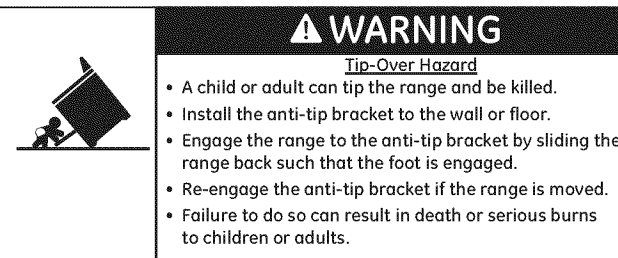 ⚠ WARNING
Tip-Over Hazard
• A child or adult can tip the range and be killed.
• Install the anti-tip bracket to the wall or floor.
• Engage the range to the anti-tip bracket by sliding the
range back such that the foot is engaged.
• Re-engage the anti-tip bracket if the range is moved.
• Failure to do so can result in death or serious burns
to children or adults.